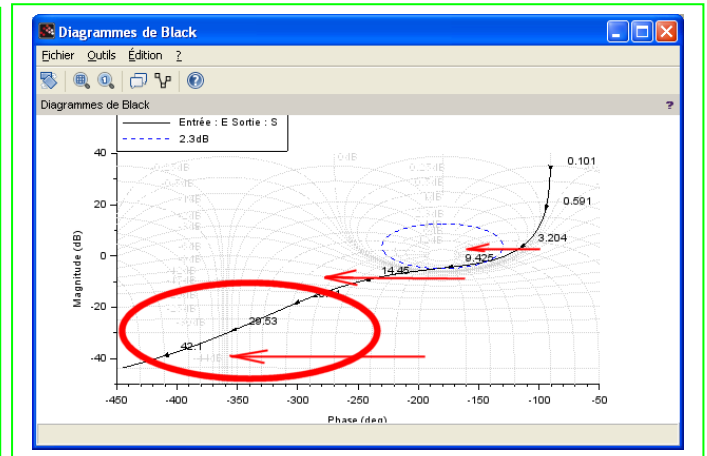 Diagrammes de Black
Fichier Outils Édition ?
Diagrammes de Black ?
Entrée : E Sortie : S
2.3dB
40
20
0
-20
-40
Magnitude (dB)
0.101
0.591
3.204
9.425
14.45
29.53
42.1
-450 -400 -350 -300 -250 -200 -150 -100 -50
Phase (deg)